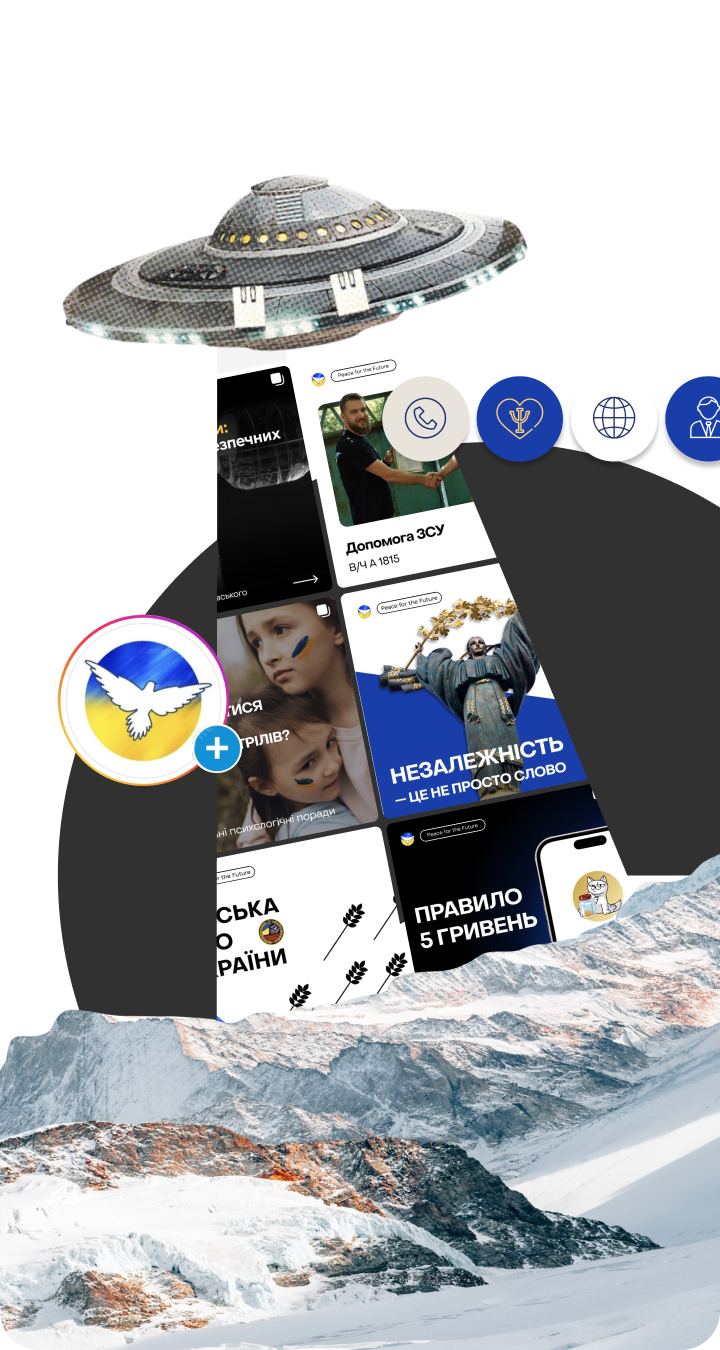 Peace for the Future
Допомога ЗСУ
В/Ч А 1815
Peace for the Future
НЕЗАЛЕЖНІСТЬ
– ЦЕ НЕ ПРОСТО СЛОВО
Peace for the Future
ПРАВИЛО
5 ГРИВЕНЬ
и:
езпечних
аського
тися
трілів?
ні психологічні поради
r the Future
СЬКА
О
РАЇНИ